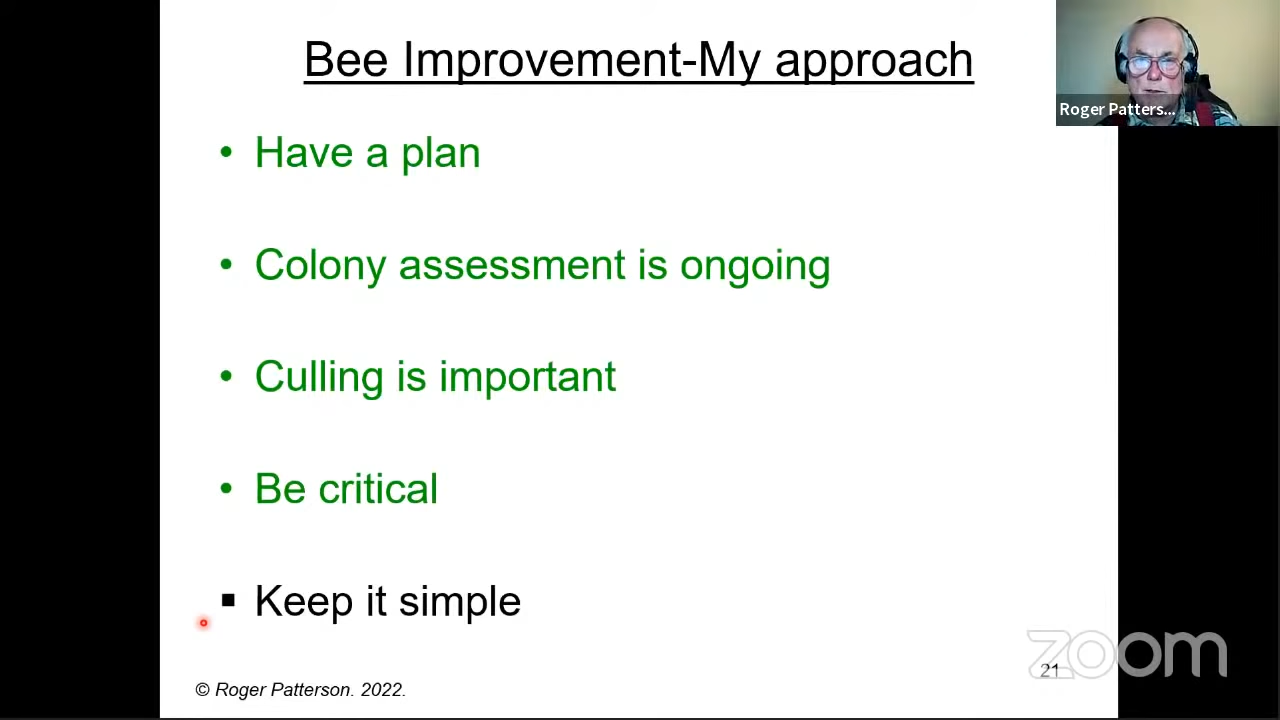 Bee Improvement-My approach
Roger Patters...
• Have a plan
• Colony assessment is ongoing
• Culling is important
• Be critical
▪ Keep it simple
zoom
21
© Roger Patterson. 2022.